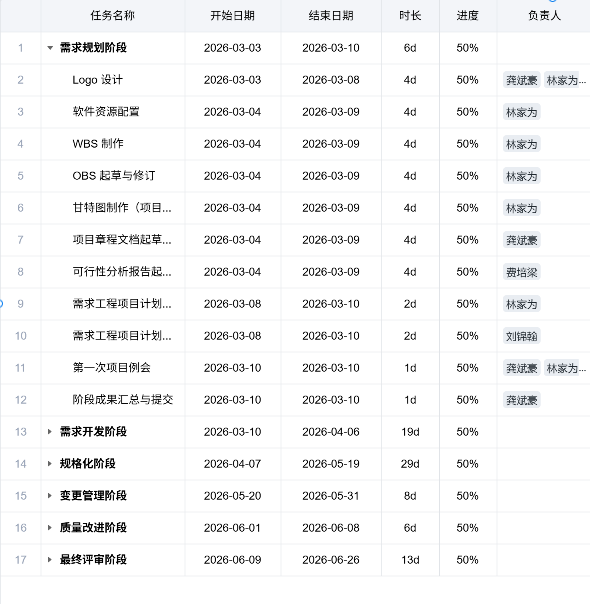 任务名称 开始日期 结束日期 时长 进度 负责人
1 需求规划阶段 2026-03-03 2026-03-10 6d 50%
2 Logo 设计 2026-03-03 2026-03-09 4d 50% 龚斌豪 林家为...
3 软件资源配置 2026-03-04 2026-03-09 4d 50% 林家为
4 WBS 制作 2026-03-04 2026-03-09 4d 50% 林家为
5 OBS 起草与修订 2026-03-04 2026-03-09 4d 50% 林家为
6 甘特图制作（项目... 2026-03-04 2026-03-09 4d 50% 林家为
7 项目章程文档起草... 2026-03-04 2026-03-09 4d 50% 龚斌豪
8 可行性分析报告起... 2026-03-04 2026-03-09 4d 50% 费培梁
9 需求工程项目计划... 2026-03-08 2026-03-10 2d 50% 林家为
10 需求工程项目计划... 2026-03-08 2026-03-10 2d 50% 刘锦翰
11 第一次项目例会 2026-03-10 2026-03-10 1d 50% 龚斌豪 林家为...
12 阶段成果汇总与提交 2026-03-10 2026-03-10 1d 50% 龚斌豪
13 需求开发阶段 2026-03-10 2026-04-06 19d 50%
14 规格化阶段 2026-04-07 2026-05-19 29d 50%
15 变更管理阶段 2026-05-20 2026-05-31 8d 50%
16 质量改进阶段 2026-06-01 2026-06-08 6d 50%
17 最终评审阶段 2026-06-09 2026-06-26 13d 50%